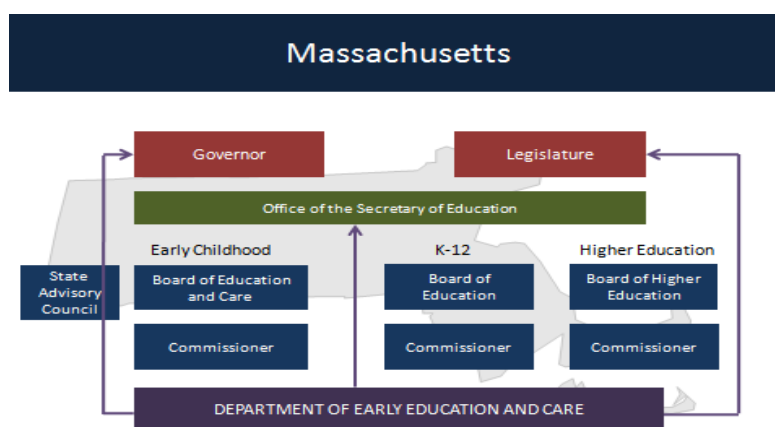 Massachusetts
Governor
Legislature
Office of the Secretary of Education
Early Childhood
K-12
Higher Education
State
Advisory
Council
Board of Education
and Care
Board of
Education
Board of Higher
Education
Commissioner
Commissioner
Commissioner
DEPARTMENT OF EARLY EDUCATION AND CARE